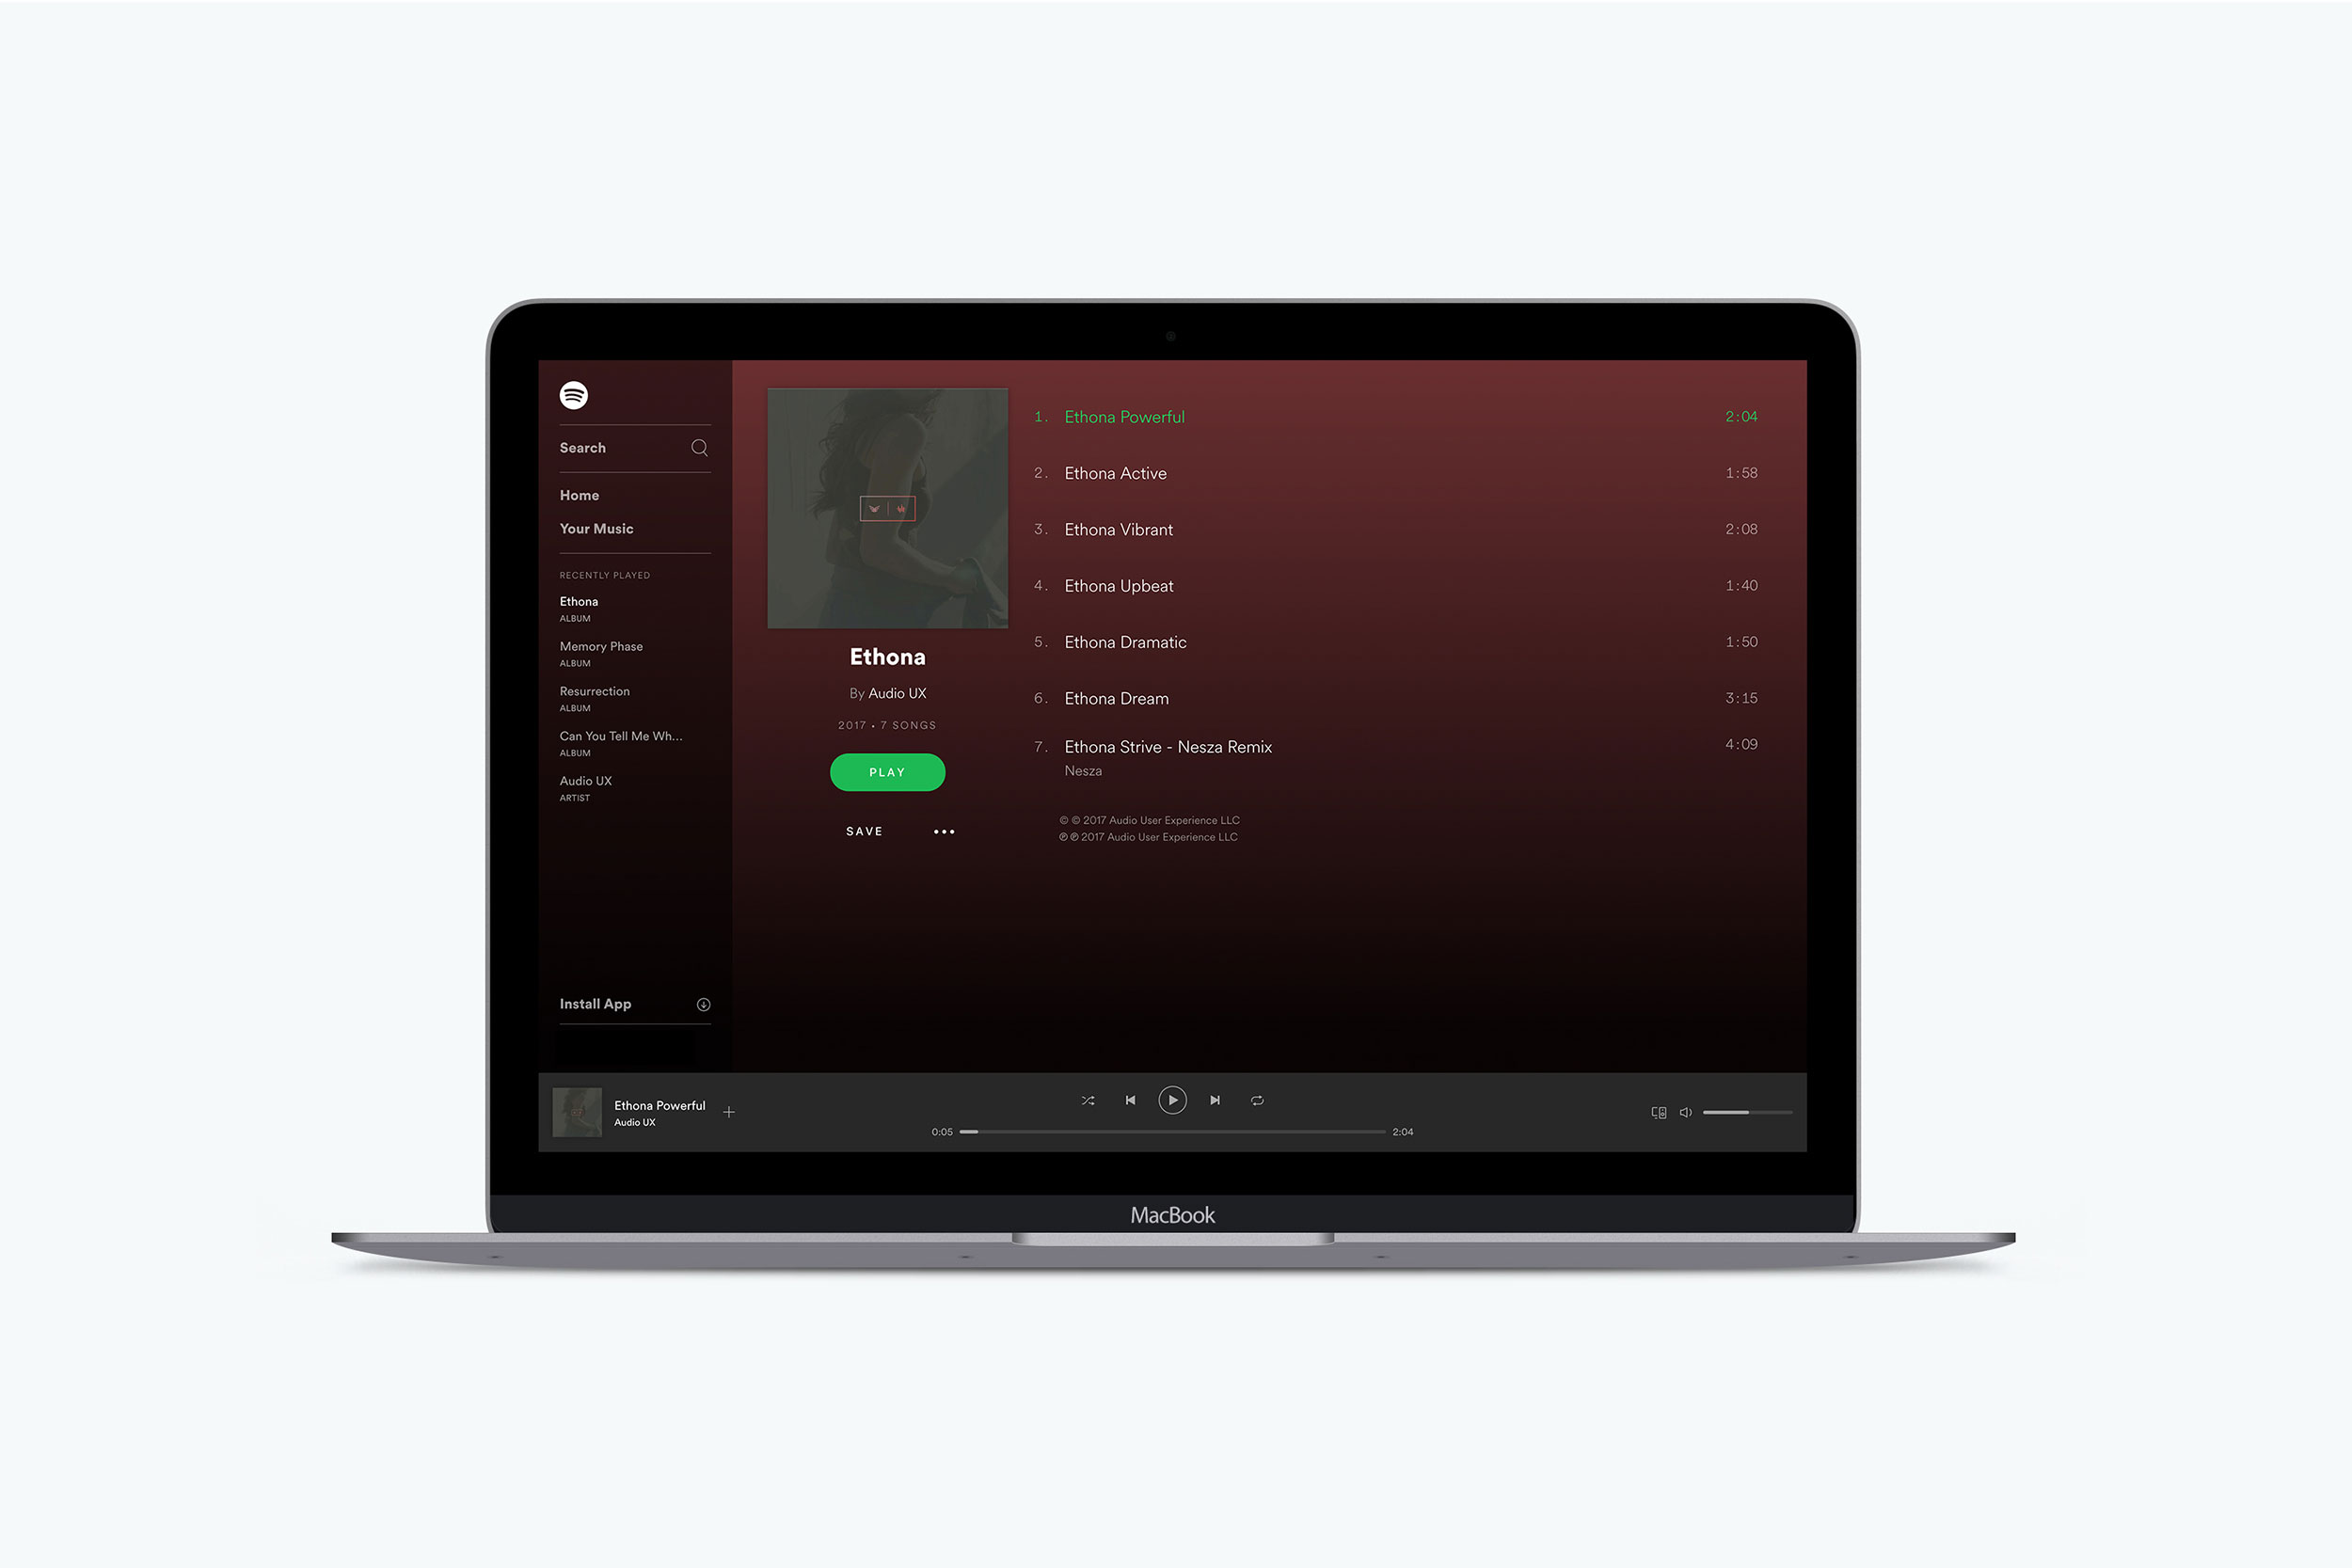 Search
Home
Your Music
RECENTLY PLAYED
Ethona
ALBUM
Memory Phase
ALBUM
Resurrection
ALBUM
Can You Tell Me Wh...
ALBUM
Audio UX
ARTIST
Install App
Ethona
By Audio UX
2017 • 7 SONGS
PLAY
SAVE
1. Ethona Powerful 2:04
2. Ethona Active 1:58
3. Ethona Vibrant 2:08
4. Ethona Upbeat 1:40
5. Ethona Dramatic 1:50
6. Ethona Dream 3:15
7. Ethona Strive - Nesza Remix 4:09
Nesza
© © 2017 Audio User Experience LLC
℗ ℗ 2017 Audio User Experience LLC
Ethona Powerful
Audio UX
0:05 2:04
MacBook